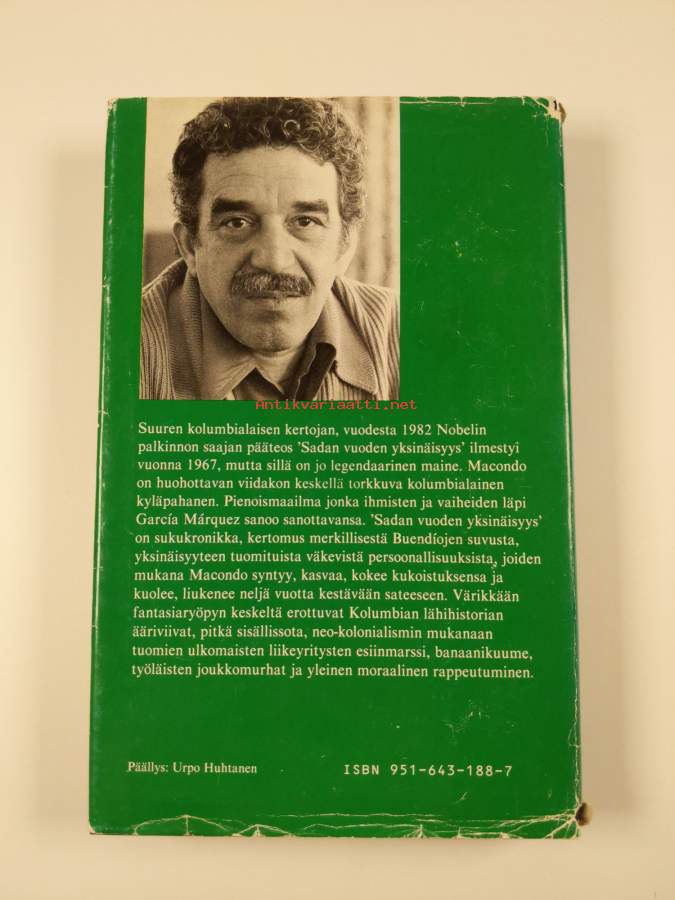 Antikvariaatti.net
Suuren kolumbialaisen kertojan, vuodesta 1982 Nobelin
palkinnon saajan pääteos 'Sadan vuoden yksinäisyys' ilmestyi
vuonna 1967, mutta sillä on jo legendaarinen maine. Macondo
on huohottavan viidakon keskellä torkkuva kolumbialainen
kyläpahanen. Pienoismaailma jonka ihmisten ja vaiheiden läpi
García Márquez sanoo sanottavansa. 'Sadan vuoden yksinäisyys'
on sukukronikka, kertomus merkillisestä Buendíojen suvusta,
yksinäisyyteen tuomituista väkevistä persoonallisuuksista, joiden
mukana Macondo syntyy, kasvaa, kokee kukoistuksensa ja
kuolee, liukenee neljä vuotta kestävään sateeseen. Värikkään
fantasiaryöpyn keskeltä erottuvat Kolumbian lähihistorian
ääriviivat, pitkä sisällissota, neo-kolonialismin mukanaan
tuomien ulkomaisten liikeyritysten esiinmarssi, banaanikuume,
työläisten joukkomurhat ja yleinen moraalinen rappeutuminen.
Päällys: Urpo Huhtanen
ISBN 951-643-188-7